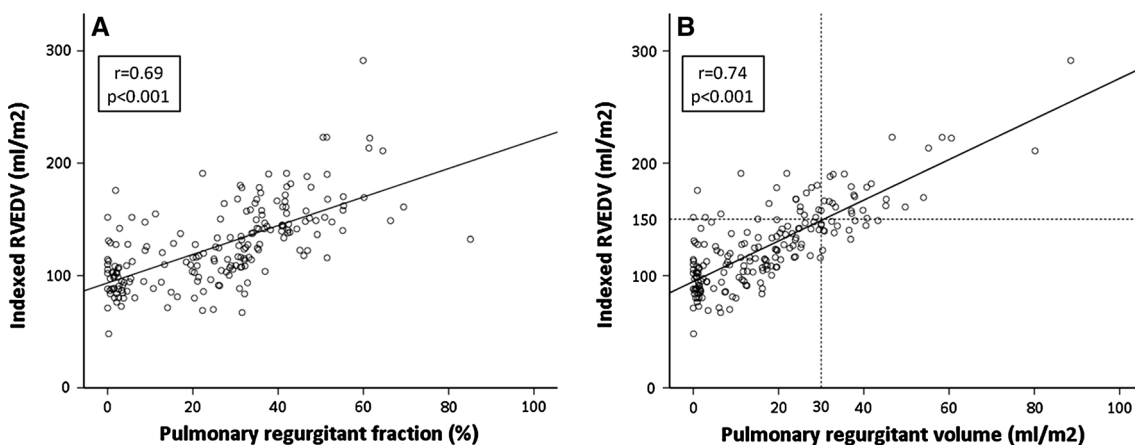 A
Indexed RVEDV (ml/m2)
300
200
100
0
r=0.69
p<0.001
0 20 40 60 80 100
Pulmonary regurgitant fraction (%)
B
Indexed RVEDV (ml/m2)
300
200
150
100
0
r=0.74
p<0.001
0 20 30 40 60 80 100
Pulmonary regurgitant volume (ml/m2)